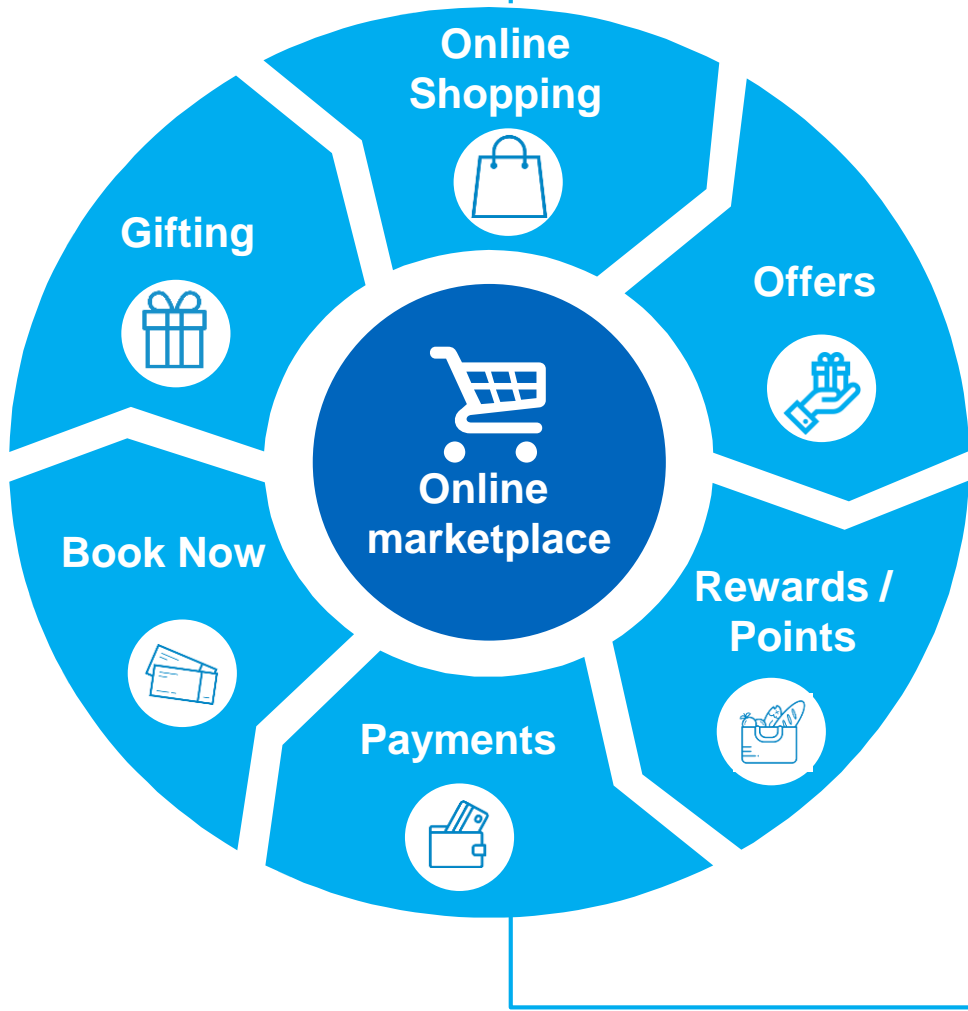 Online
Shopping
Offers
Rewards /
Points
Payments
Book Now
Gifting
Online
marketplace